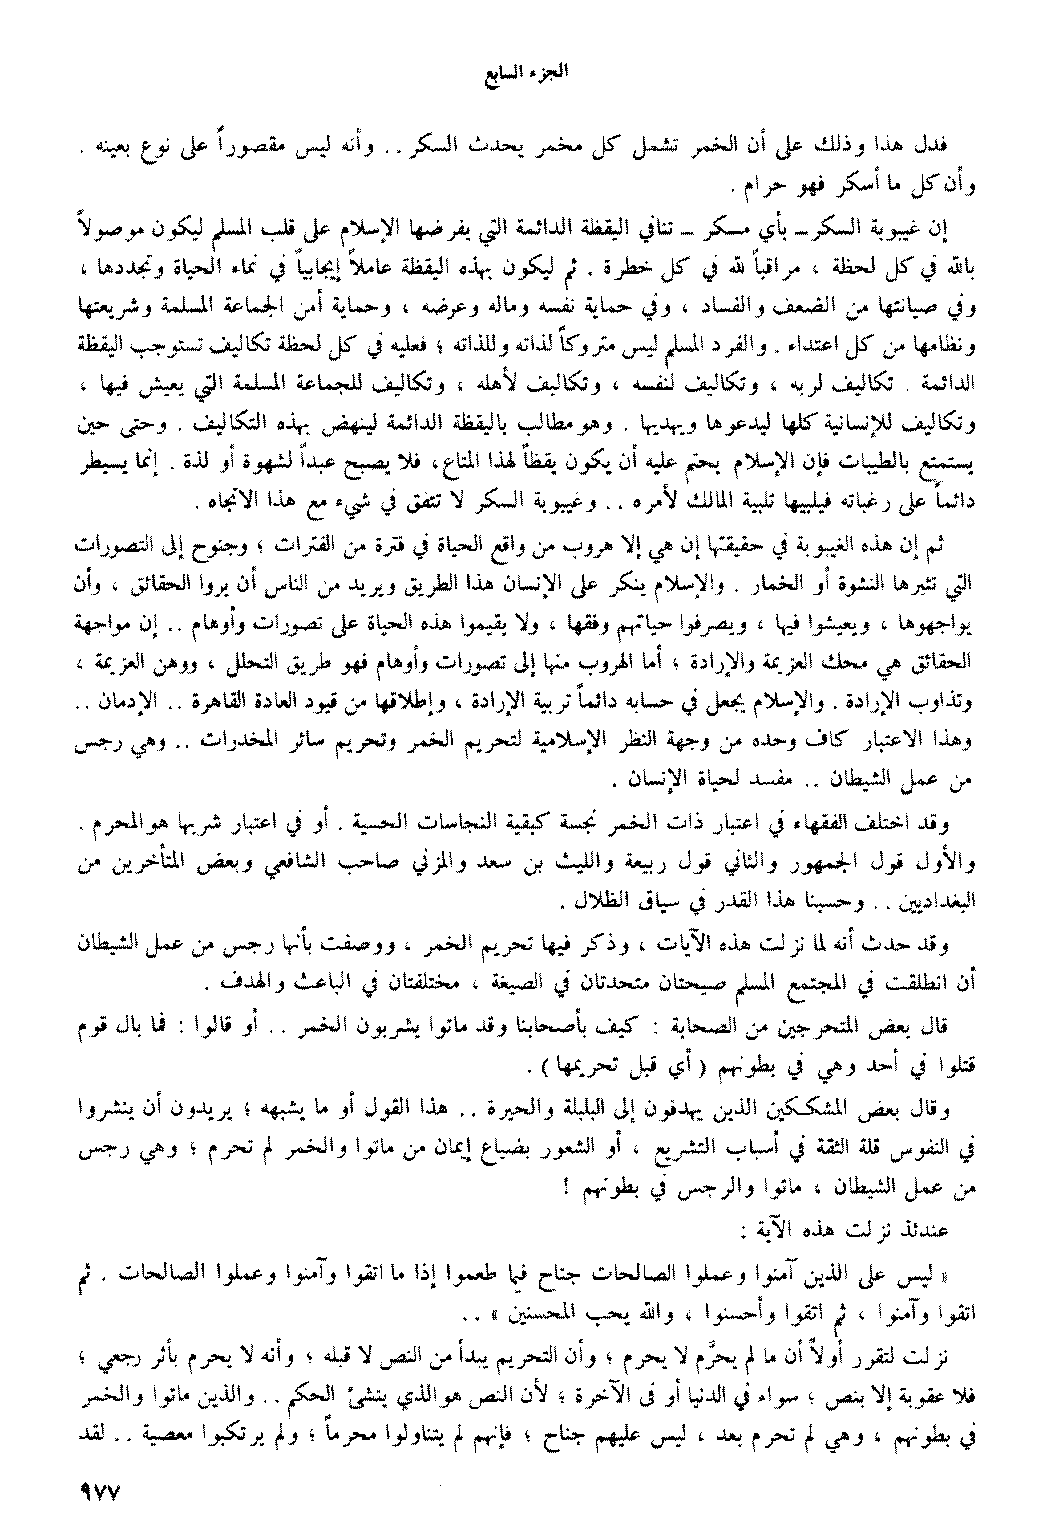 الجزء السابع
فدل هذا وذلك على أن الخمر تشمل كل مخمر يحدث السكر .. وأنه ليس مقصوراً على نوع بعينه .
وأن كل ما أسكر فهو حرام .
إن غيبوبة السكر – بأي مسكر – تنافي اليقظة الدائمة التي يفرضها الإسلام على قلب المسلم ليكون موصولاً
بالله في كل لحظة ، مراقباً لله في كل خطرة . ثم ليكون بهذه اليقظة عاملاً إيجابياً في نماء الحياة وتجددها ،
وفي صيانتها من الضعف والفساد ، وفي حماية نفسه وماله وعرضه ، وحماية أمن الجماعة المسلمة وشريعتها
ونظامها من كل اعتداء . والفرد المسلم ليس متروكاً لذاته وللذاته ؛ فعليه في كل لحظة تكاليف تستوجب اليقظة
الدائمة . تكاليف لربه ، وتكاليف لنفسه ، وتكاليف لأهله ، وتكاليف للجماعة المسلمة التي يعيش فيها ،
وتكاليف للإنسانية كلها ليدعوها ويهديها . وهو مطالب باليقظة الدائمة لينهض بهذه التكاليف . وحتى حين
يستمتع بالطيبات فإن الإسلام يحتم عليه أن يكون يقظاً لهذا المتاع، فلا يصبح عبداً لشهوة أو لذة . إنما يسيطر
دائماً على رغباته فيلبيها تلبية المالك لأمره .. وغيبوبة السكر لا تتفق في شيء مع هذا الاتجاه .
ثم إن هذه الغيبوبة في حقيقتها إن هي إلا هروب من واقع الحياة في فترة من الفترات ؛ وجنوح إلى التصورات
التي تثيرها النشوة أو الخمار . والإسلام ينكر على الإنسان هذا الطريق ويريد من الناس أن يروا الحقائق ، وأن
يواجهوها ، ويعيشوا فيها ، ويصرفوا حياتهم وفقها ، ولا يقيموا هذه الحياة على تصورات وأوهام .. إن مواجهة
الحقائق هي محك العزيمة والإرادة ؛ أما الهروب منها إلى تصورات وأوهام فهو طريق التحلل ، ووهن العزيمة ،
وتذاوب الإرادة . والإسلام يجعل في حسابه دائماً تربية الإرادة ، وإطلاقها من قيود العادة القاهرة .. الإدمان ..
وهذا الاعتبار كاف وحده من وجهة النظر الإسلامية لتحريم الخمر وتحريم سائر المخدرات .. وهي رجس
من عمل الشيطان .. مفسد لحياة الإنسان .
وقد اختلف الفقهاء في اعتبار ذات الخمر نجسة كبقية النجاسات الحسية . أو في اعتبار شربها هو المحرم .
والأول قول الجمهور والثاني قول ربيعة والليث بن سعد والمزني صاحب الشافعي وبعض المتأخرين من
البغداديين .. وحسبنا هذا القدر في سياق الظلال .
وقد حدث أنه لما نزلت هذه الآيات ، وذكر فيها تحريم الخمر ، ووصفت بأنها رجس من عمل الشيطان
أن انطلقت في المجتمع المسلم صيحتان متحدتان في الصيغة ، مختلفتان في الباعث والهدف .
قال بعض المتحرجين من الصحابة : كيف بأصحابنا وقد ماتوا يشربون الخمر .. أو قالوا : فما بال قوم
قتلوا في أحد وهي في بطونهم ( أي قبل تحريمها ) .
وقال بعض المشككين الذين يهدفون إلى البلبلة والحيرة .. هذا القول أو ما يشبهه ؛ يريدون أن ينشروا
في النفوس قلة الثقة في أسباب التشريع ، أو الشعور بضياع إيمان من ماتوا والخمر لم تحرم ؛ وهي رجس
من عمل الشيطان ، ماتوا والرجس في بطونهم !
عندئذ نزلت هذه الآية :
« ليس على الذين آمنوا وعملوا الصالحات جناح فيما طعموا إذا ما اتقوا وآمنوا وعملوا الصالحات . ثم
اتقوا وآمنوا ، ثم اتقوا وأحسنوا ، والله يحب المحسنين » ..
نزلت لتقرر أولاً أن ما لم يحرَّم لا يحرم ؛ وأن التحريم يبدأ من النص لا قبله ؛ وأنه لا يحرم بأثر رجعي ؛
فلا عقوبة إلا بنص ؛ سواء في الدنيا أو فى الآخرة ؛ لأن النص هو الذي ينشئ الحكم .. والذين ماتوا والخمر
في بطونهم ، وهي لم تحرم بعد ، ليس عليهم جناح ؛ فإنهم لم يتناولوا محرماً ؛ ولم يرتكبوا معصية .. لقد
٩٧٧